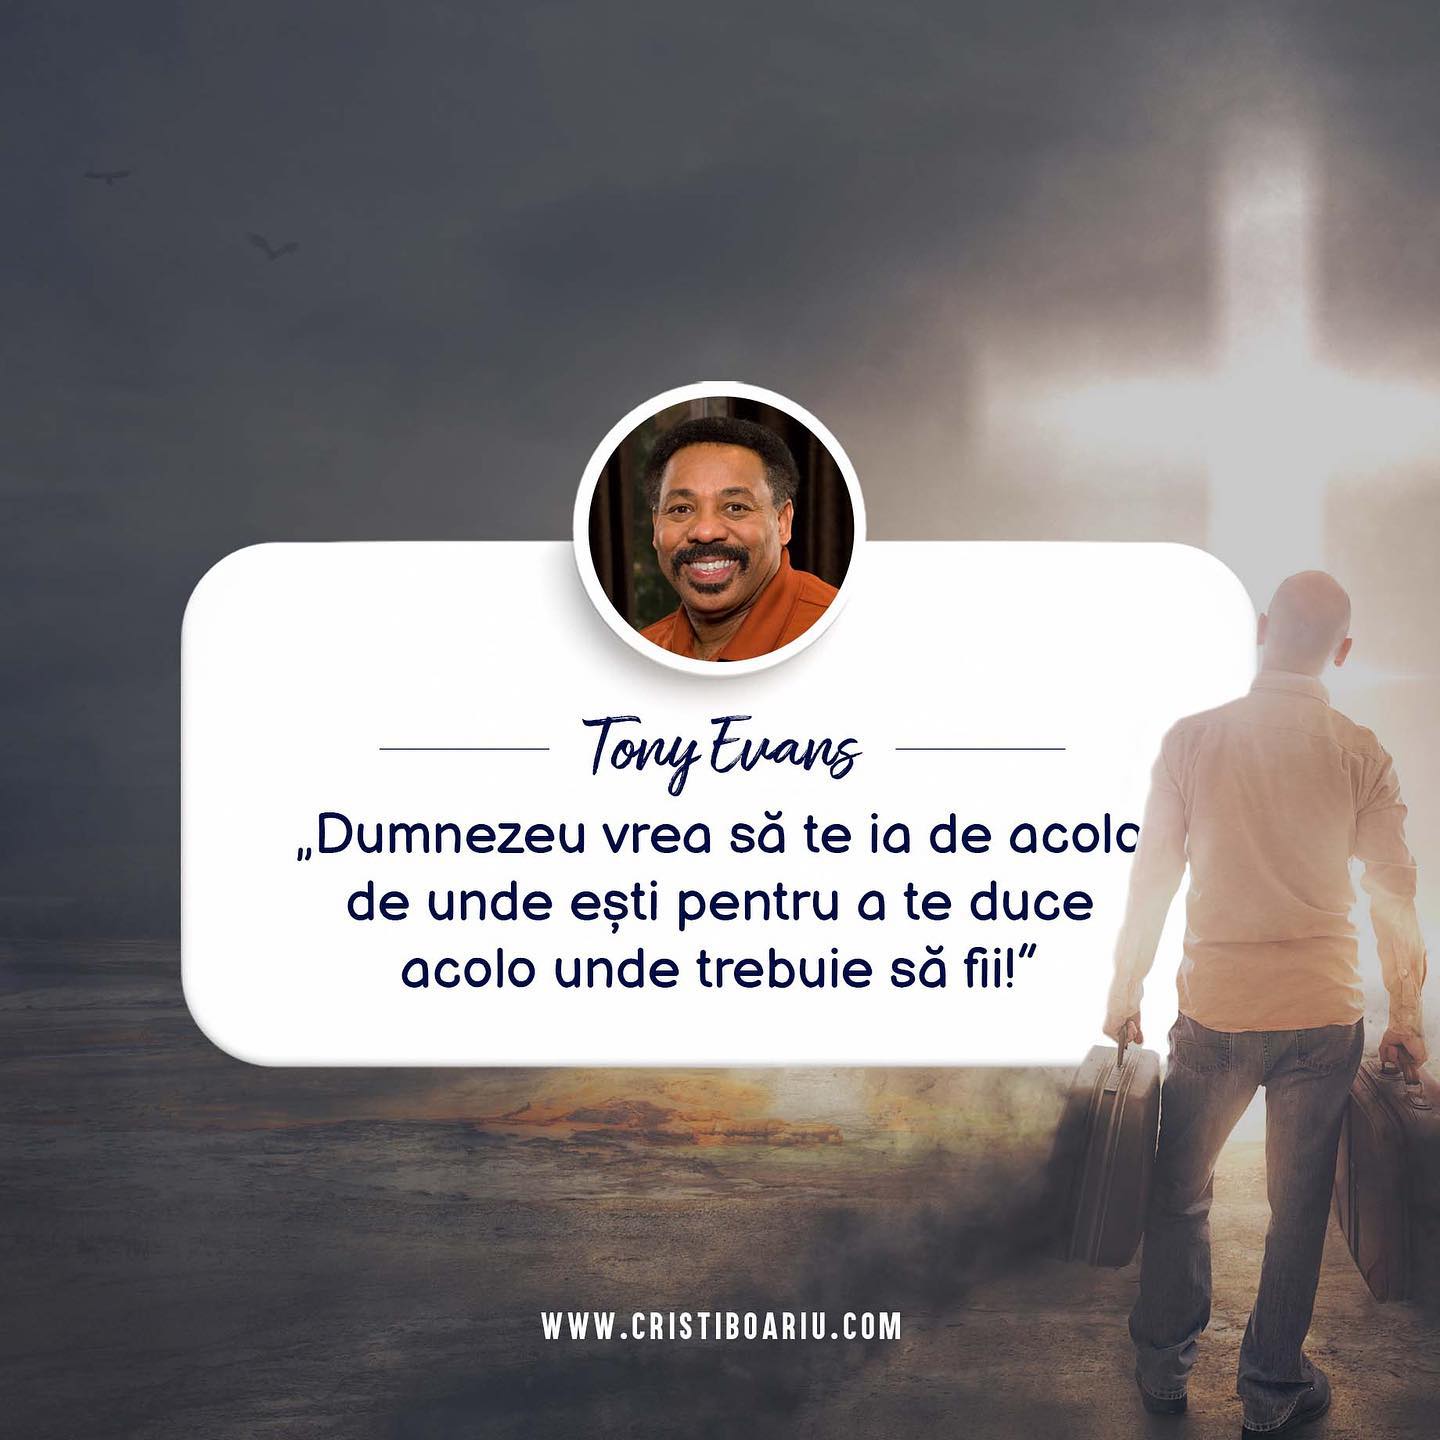 Tony Evans
„Dumnezeu vrea să te ia de acolo
de unde ești pentru a te duce
acolo unde trebuie să fii!”
WWW.CRISTIBOARIU.COM